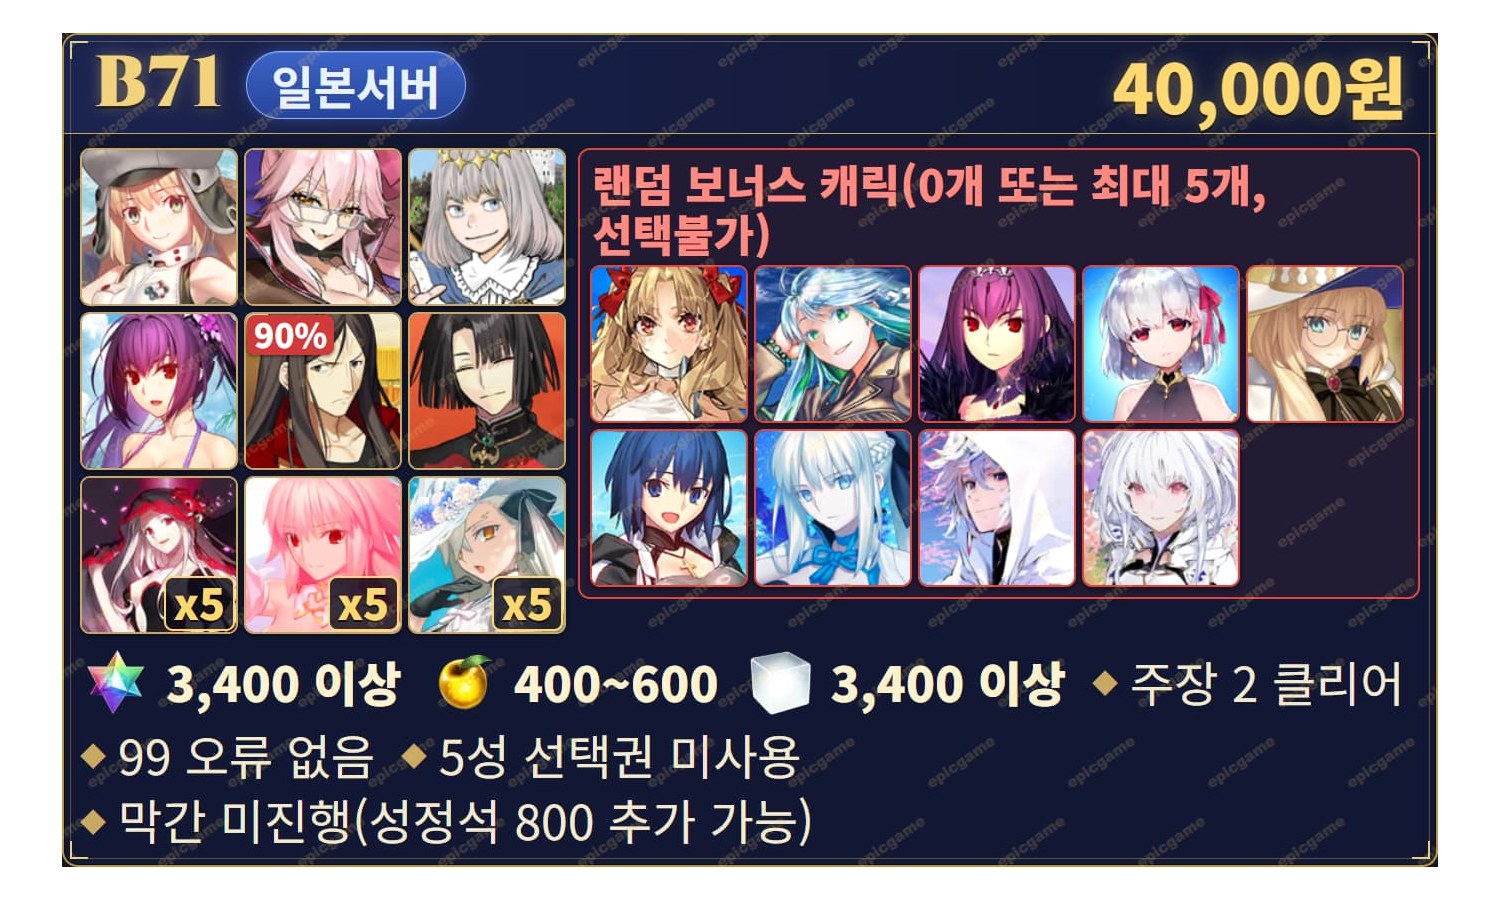 B71 일본서버 40,000원
랜덤 보너스 캐릭(0개 또는 최대 5개,
선택불가)
90%
x5 x5 x5
3,400 이상 400~600 3,400 이상 ◆ 주장 2 클리어
◆ 99 오류 없음 ◆ 5성 선택권 미사용
◆ 막간 미진행(성정석 800 추가 가능)
epicgame